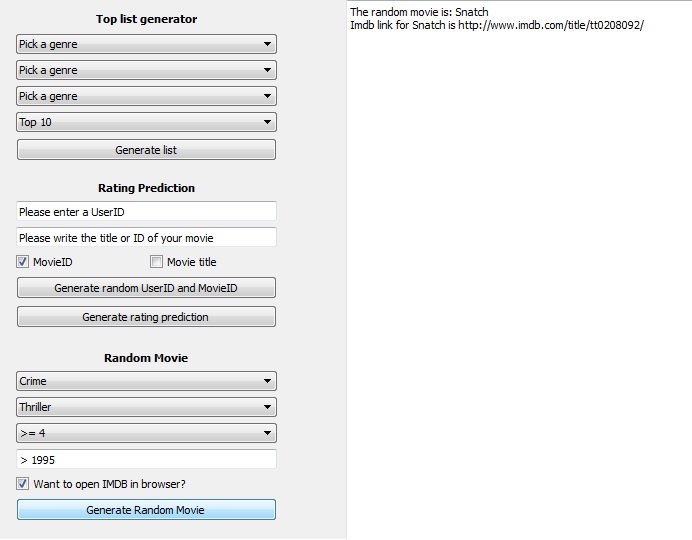 Top list generator
Pick a genre
Pick a genre
Pick a genre
Top 10
Generate list
Rating Prediction
Please enter a UserID
Please write the title or ID of your movie
MovieID
Movie title
Generate random UserID and MovieID
Generate rating prediction
Random Movie
Crime
Thriller
>= 4
> 1995
Want to open IMDB in browser?
Generate Random Movie
The random movie is: Snatch
Imdb link for Snatch is http://www.imdb.com/title/tt0208092/